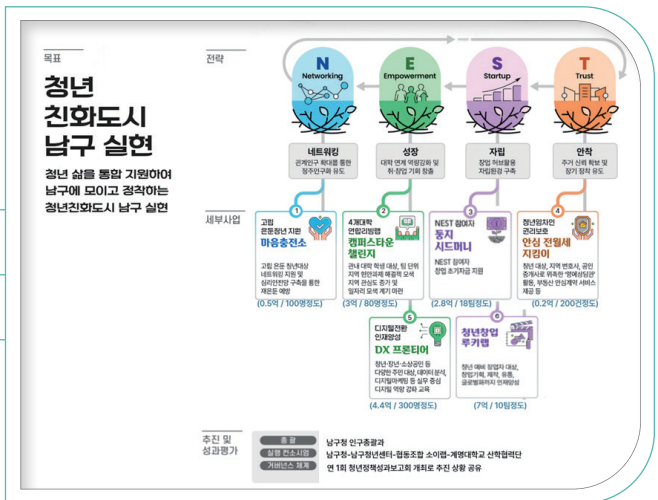 목표
청년
친화도시
남구 실현
청년 삶을 통합 지원하여
남구에 모이고 정착하는
청년친화도시 남구 실현
전략
N
Networking
E
Empowerment
S
Startup
T
Trust
네트워킹
관계인구 확대를 통한
정주인구화 유도
성장
대학 연계 역량강화 및
취·창업 기회 창출
자립
창업 허브활용
자립환경 구축
안착
주거 신뢰 확보 및
장기 정착 유도
세부사업
1
고립
은둔청년 지원
마음충전소
고립 은둔 청년대상
네트워킹 지원 및
심리안전망 구축을 통한
재은둔 예방
(0.5억 / 100명정도)
2
4개대학
연합리빙랩
캠퍼스타운
챌린지
관내 대학 학생 대상, 팀 단위
지역 현안과제 해결책 모색
지역 관심도 증가 및
일자리 모색 계기 마련
(3억 / 80명정도)
3
NEST 참여자
둥지
시드머니
NEST 참여자
창업 초기자금 지원
(2.8억 / 18팀정도)
4
청년임차인
권리보호
안심 전월세
지킴이
청년 대상, 지역 변호사, 공인
중개사로 위촉한 '명예상담관'
활용, 부동산 안심계약 서비스
제공 등
(0.2억 / 200건정도)
5
디지털전환
인재양성
DX 프론티어
청년·장년·소상공인 등
다양한 주민 대상, 데이터 분석,
디지털마케팅 등 실무 중심
디지털 역량 강화 교육
(4.4억 / 300명정도)
6
청년창업
루키랩
청년 예비 창업자 대상,
창업기획, 제작, 유통,
글로벌화까지 인재양성
(7억 / 10팀정도)
추진 및
성과평가
총 괄
남구청 인구총괄과
실행 컨소시엄
남구청-남구청년센터-협동조합 소이랩-계명대학교 산학협력단
거버넌스 체계
연 1회 청년정책성과보고회 개최로 추진 상황 공유